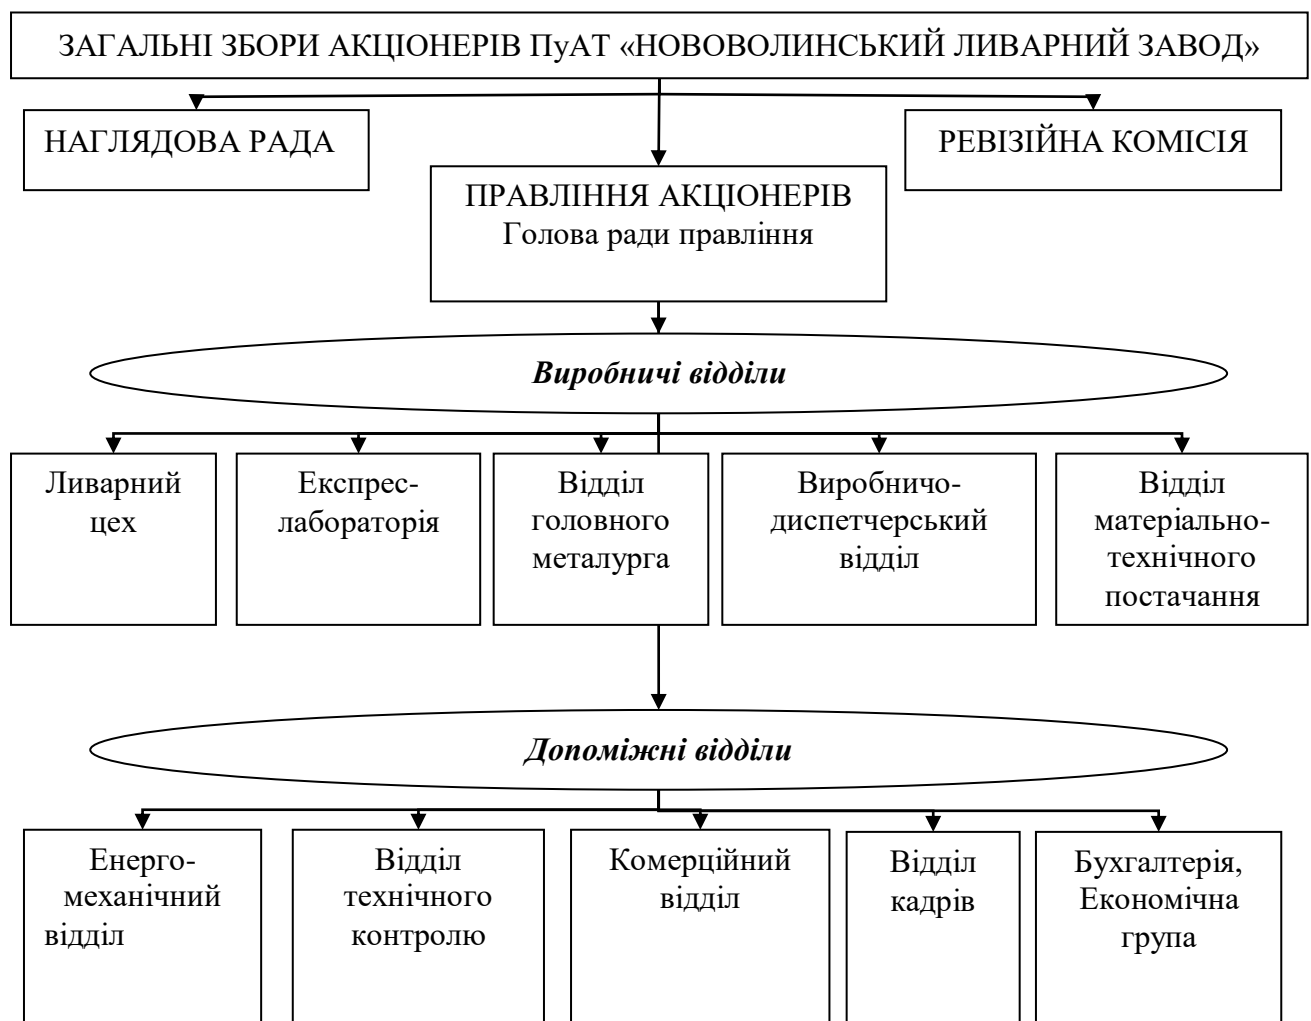 ЗАГАЛЬНІ ЗБОРИ АКЦІОНЕРІВ ПуАТ «НОВОВОЛИНСЬКИЙ ЛИВАРНИЙ ЗАВОД»
НАГЛЯДОВА РАДА
РЕВІЗІЙНА КОМІСІЯ
ПРАВЛІННЯ АКЦІОНЕРІВ
Голова ради правління
Виробничі відділи
Ливарний
цех
Експрес-
лабораторія
Відділ
головного
металурга
Виробничо-
диспетчерський
відділ
Відділ
матеріально-
технічного
постачання
Допоміжні відділи
Енерго-
механічний
відділ
Відділ
технічного
контролю
Комерційний
відділ
Відділ
кадрів
Бухгалтерія,
Економічна
група